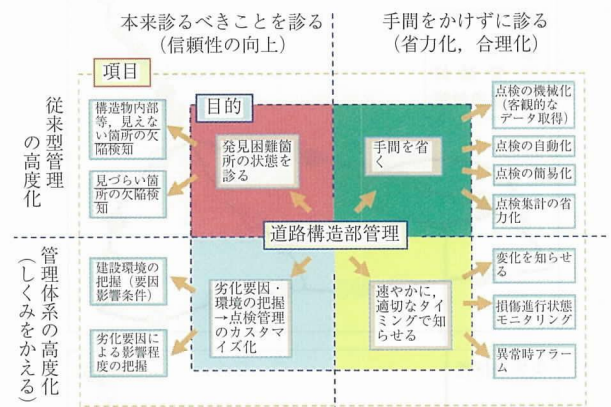 本来診るべきことを診る
(信頼性の向上)
手間をかけずに診る
(省力化，合理化)
項目
目的
従来型管理
の高度化
構造物内部
等，見えな
い箇所の欠
陥検知
見づらい箇
所の欠陥検
知
発見困難箇
所の状態を
診る
手間を省
く
点検の機械化
(客観的な
データ取得)
点検の自動化
点検の簡易化
点検集計の省
力化
道路構造部管理
管理体系の高度化
(しくみをかえる)
建設環境の
把握(要因
影響条件)
劣化要因に
よる影響程
度の把握
劣化要因・
環境の把握
→点検管理
のカスタマ
イズ化
速やかに，
適切なタイ
ミングで知
らせる
変化を知らせ
る
損傷進行状態
モニタリング
異常時アラー
ム